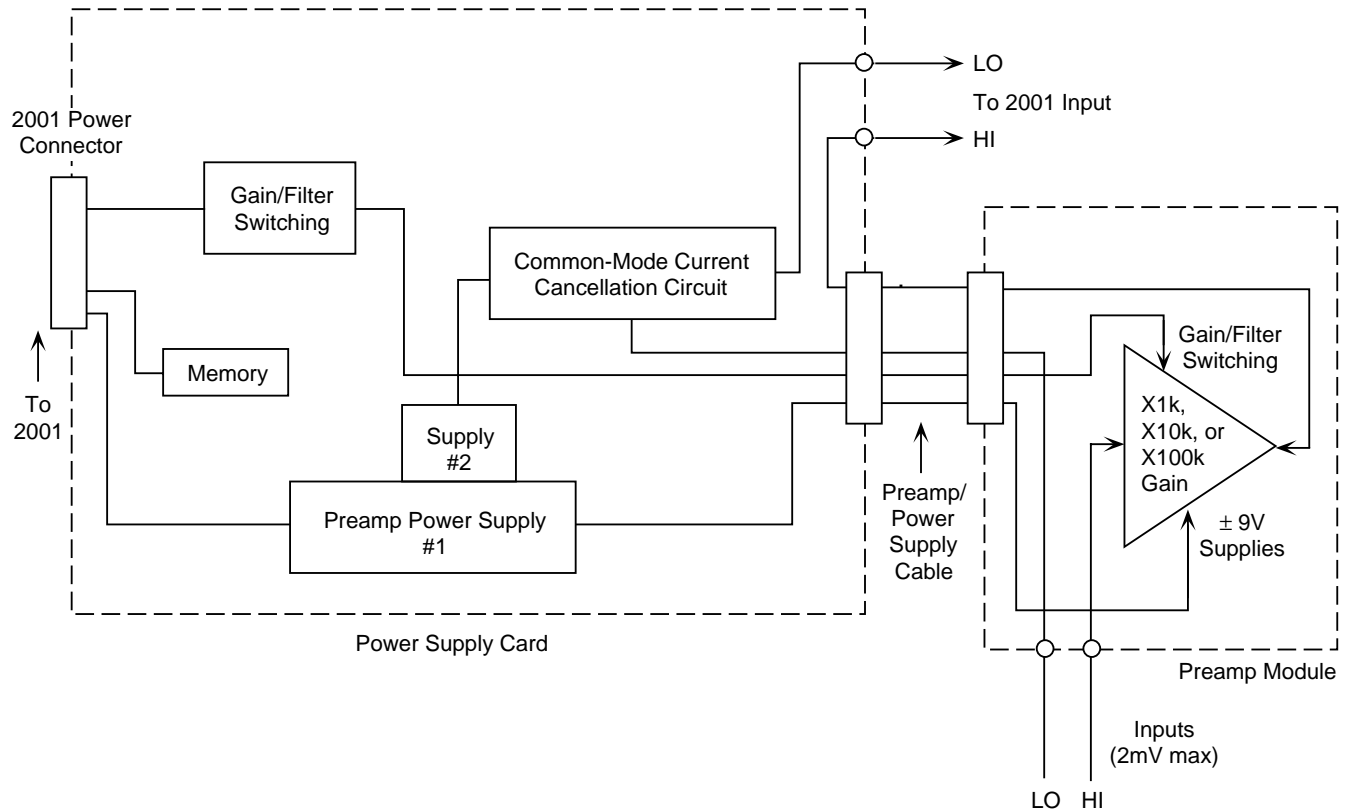 LO
To 2001 Input
HI
2001 Power
Connector
Gain/Filter
Switching
Common-Mode Current
Cancellation Circuit
Memory
To
2001
Supply
#2
Preamp Power Supply
#1
Power Supply Card
Preamp/
Power
Supply
Cable
Gain/Filter
Switching
X1k,
X10k, or
X100k
Gain
± 9V
Supplies
Preamp Module
Inputs
(2mV max)
LO
HI